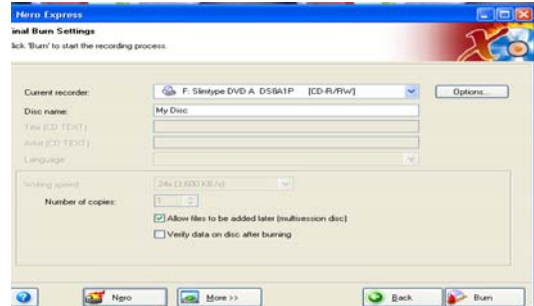 Nero Express
inal Burn Settings
lick 'Burn' to start the recording process.
Current recorder: F: Slimtype DVD A DS8A1P [CD-R/RW] Options...
Disc name: My Disc
Title (CD TEXT):
Artist (CD TEXT):
Language
Writing speed: 24x (3,600 KB/s)
Number of copies: 1
Allow files to be added later (multisession disc)
Verify data on disc after burning
Nero More >> Back Burn